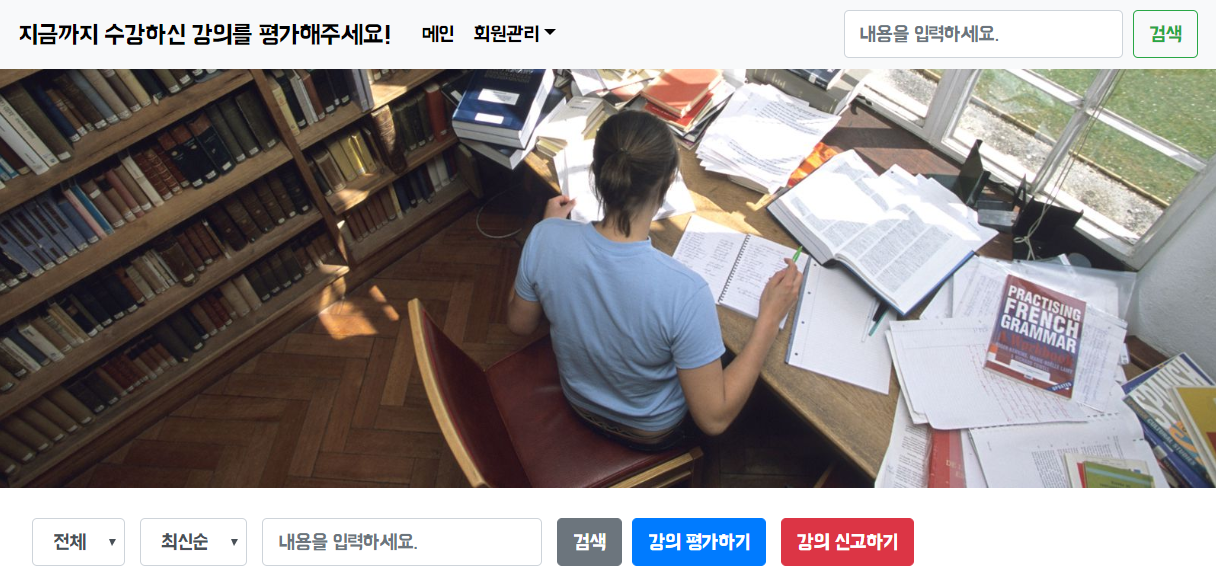 지금까지 수강하신 강의를 평가해주세요! 메인 회원관리 내용을 입력하세요. 검색
PRACTISING
FRENCH
GRAMMAR
A Workbook
전체 최신순 내용을 입력하세요. 검색 강의 평가하기 강의 신고하기